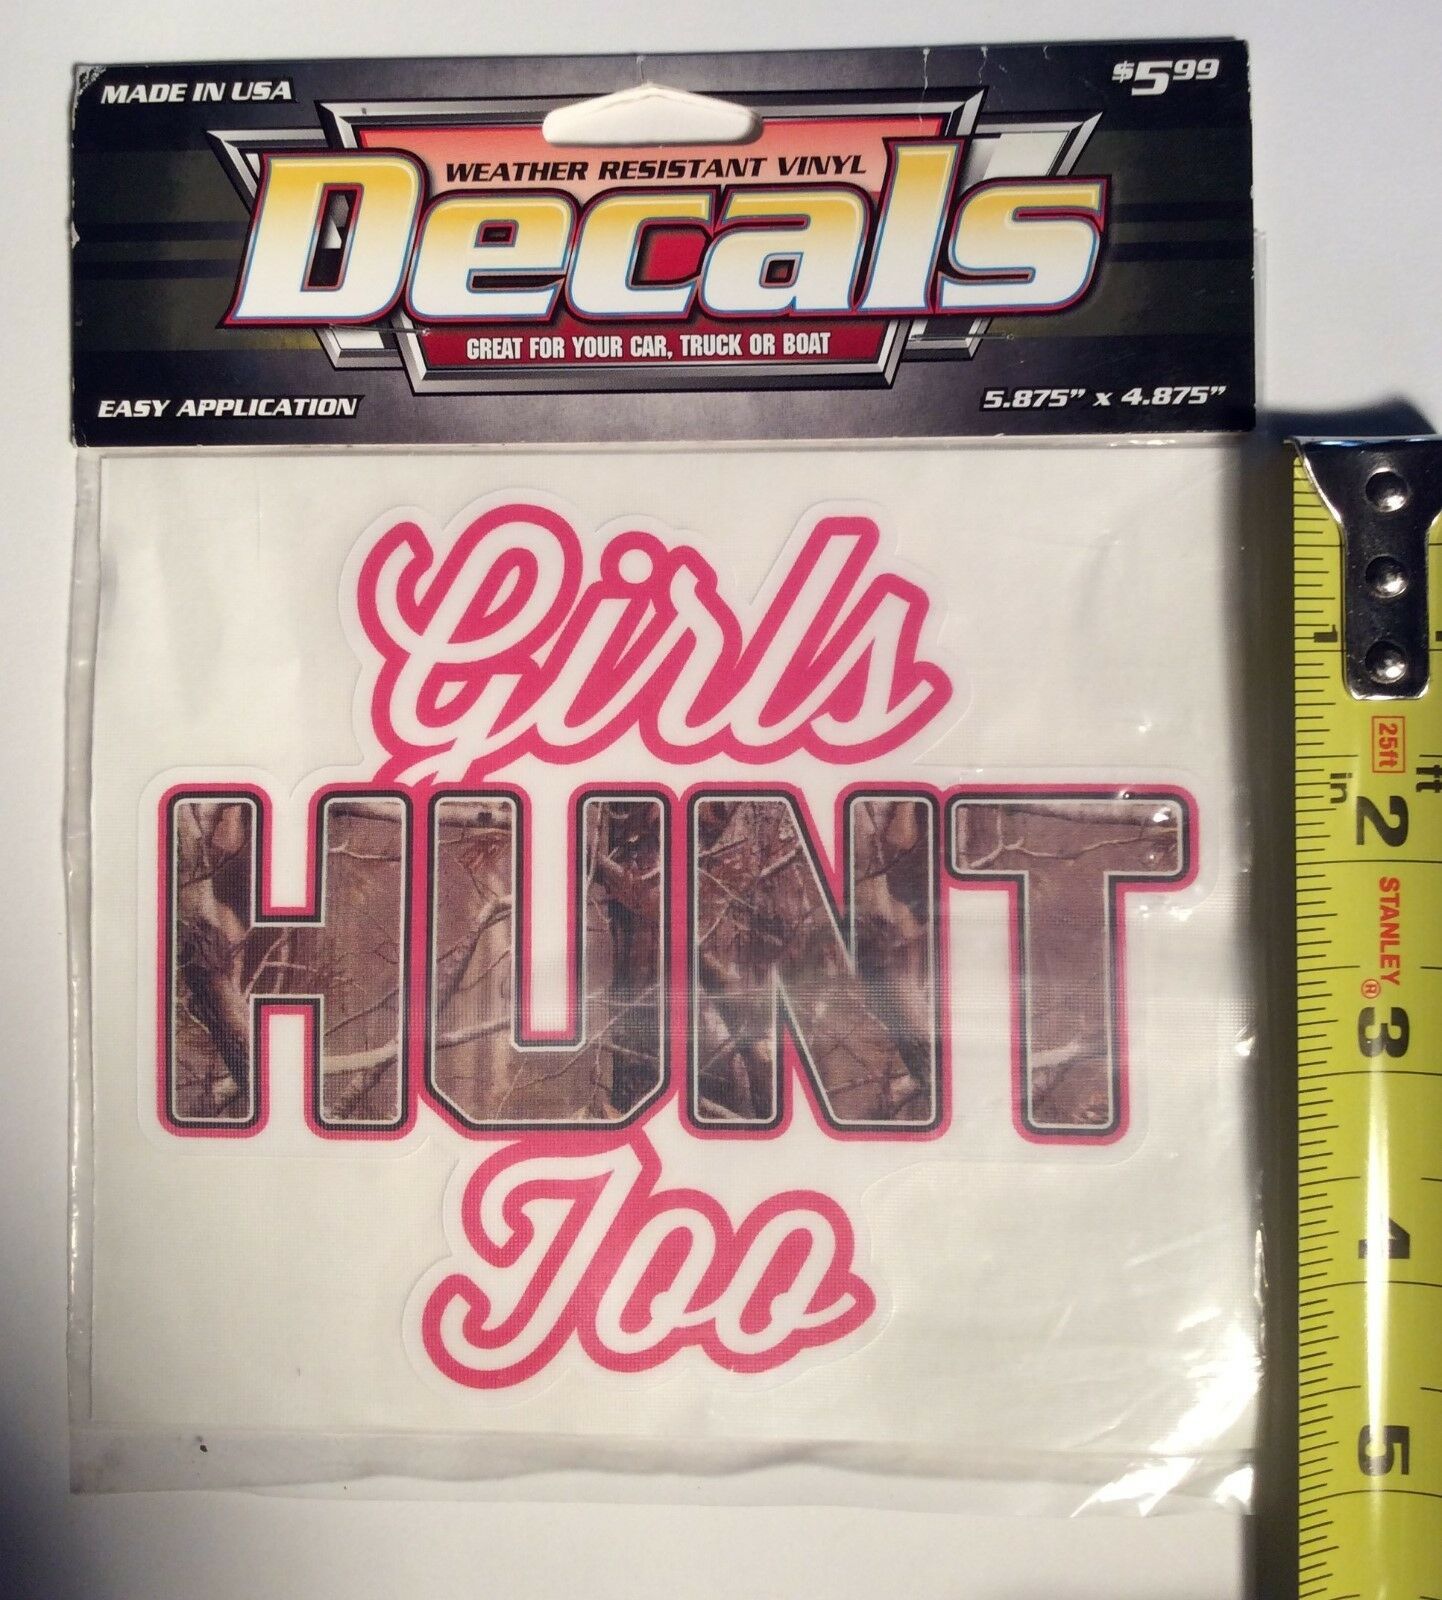 MADE IN USA
$5.99
WEATHER RESISTANT VINYL
Decals
GREAT FOR YOUR CAR, TRUCK OR BOAT
EASY APPLICATION
5.875” x 4.875”
Girls
HUNT
Too
1
25ft
ft
in
2
STANLEY®
3
4
5